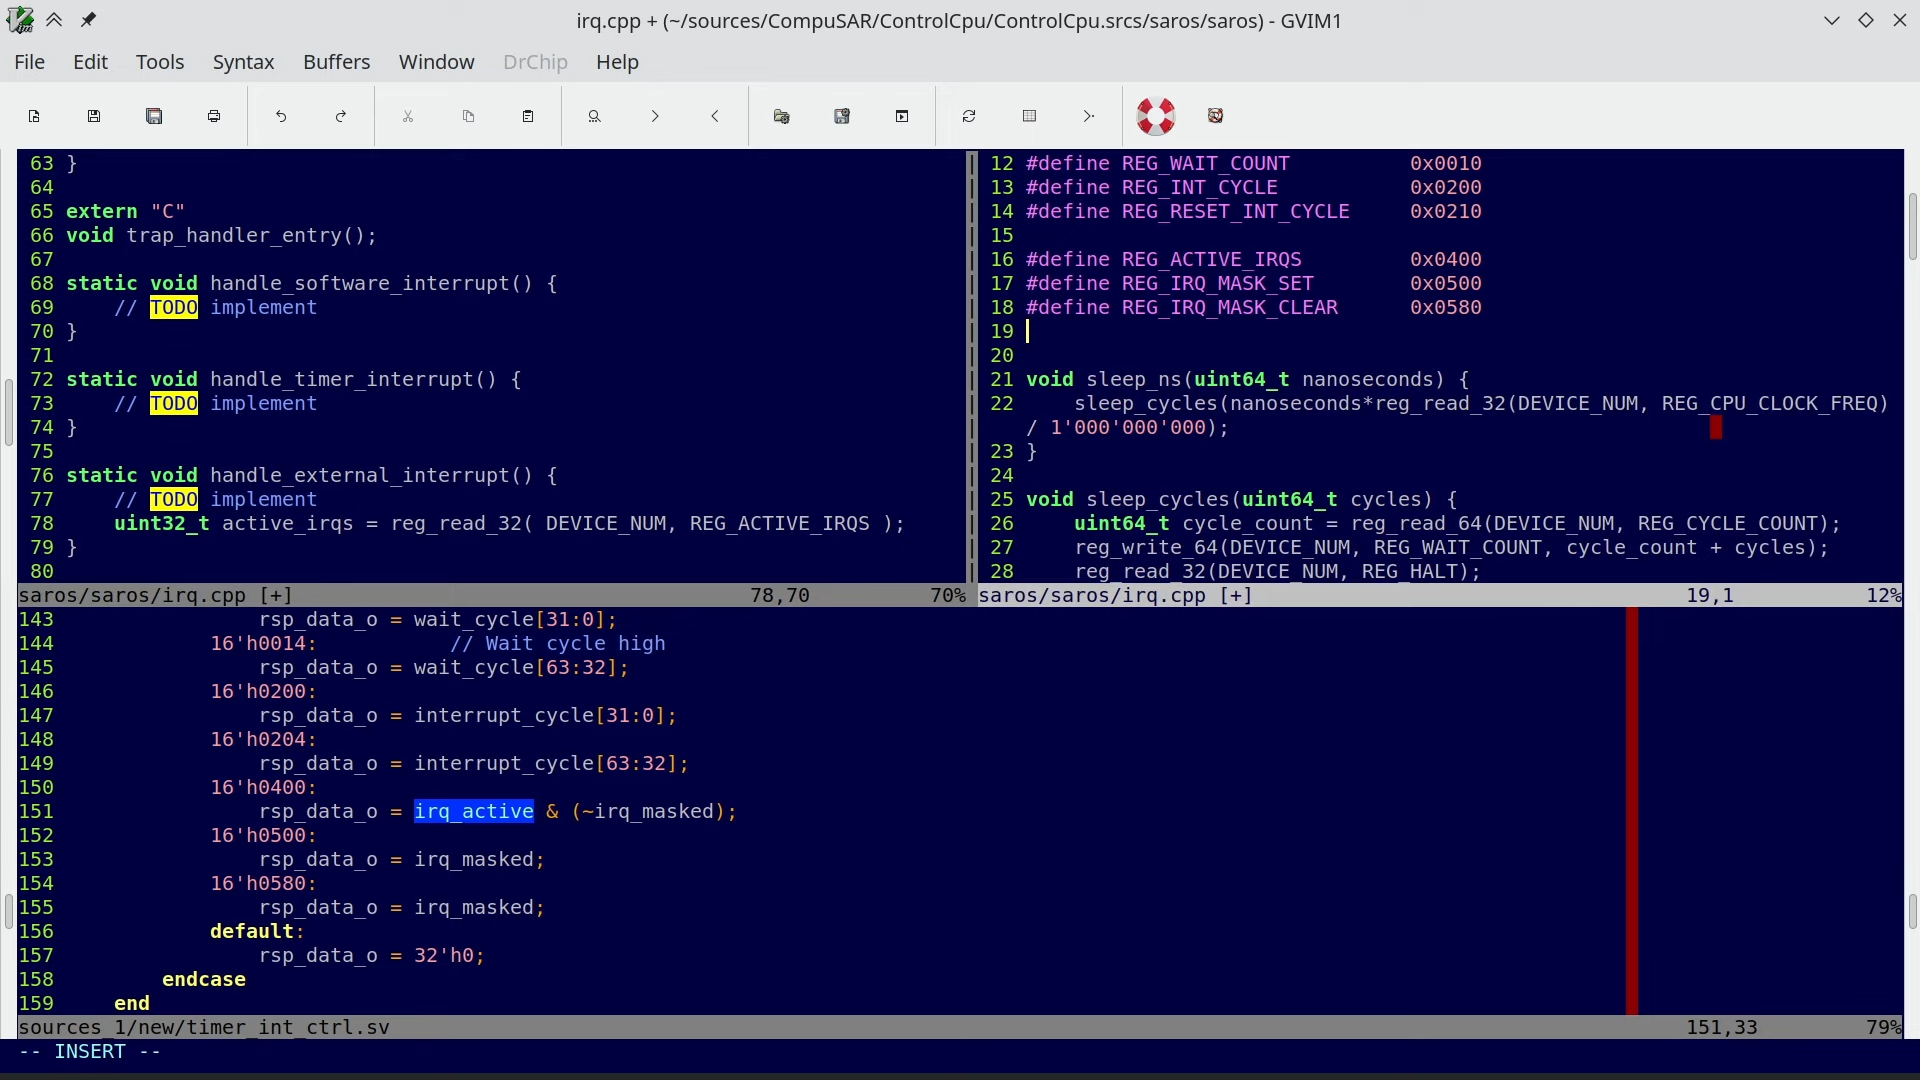 irq.cpp + (~/sources/CompuSAR/ControlCpu/ControlCpu.srcs/saros/saros) - GVIM1
File Edit Tools Syntax Buffers Window DrChip Help
63 }
64
65 extern "C"
66 void trap_handler_entry();
67
68 static void handle_software_interrupt() {
69     // TODO implement
70 }
71
72 static void handle_timer_interrupt() {
73     // TODO implement
74 }
75
76 static void handle_external_interrupt() {
77     // TODO implement
78     uint32_t active_irqs = reg_read_32( DEVICE_NUM, REG_ACTIVE_IRQS );
79 }
80
saros/saros/irq.cpp [+] 78,70 70%
12 #define REG_WAIT_COUNT          0x0010
13 #define REG_INT_CYCLE           0x0200
14 #define REG_RESET_INT_CYCLE     0x0210
15
16 #define REG_ACTIVE_IRQS         0x0400
17 #define REG_IRQ_MASK_SET        0x0500
18 #define REG_IRQ_MASK_CLEAR      0x0580
19
20
21 void sleep_ns(uint64_t nanoseconds) {
22     sleep_cycles(nanoseconds*reg_read_32(DEVICE_NUM, REG_CPU_CLOCK_FREQ)
/ 1'000'000'000);
23 }
24
25 void sleep_cycles(uint64_t cycles) {
26     uint64_t cycle_count = reg_read_64(DEVICE_NUM, REG_CYCLE_COUNT);
27     reg_write_64(DEVICE_NUM, REG_WAIT_COUNT, cycle_count + cycles);
28     reg_read_32(DEVICE_NUM, REG_HALT);
saros/saros/irq.cpp [+] 19,1 12%
143                 rsp_data_o = wait_cycle[31:0];
144             16'h0014:           // Wait cycle high
145                 rsp_data_o = wait_cycle[63:32];
146             16'h0200:
147                 rsp_data_o = interrupt_cycle[31:0];
148             16'h0204:
149                 rsp_data_o = interrupt_cycle[63:32];
150             16'h0400:
151                 rsp_data_o = irq_active & (~irq_masked);
152             16'h0500:
153                 rsp_data_o = irq_masked;
154             16'h0580:
155                 rsp_data_o = irq_masked;
156             default:
157                 rsp_data_o = 32'h0;
158         endcase
159     end
sources_1/new/timer_int_ctrl.sv 151,33 79%
-- INSERT --